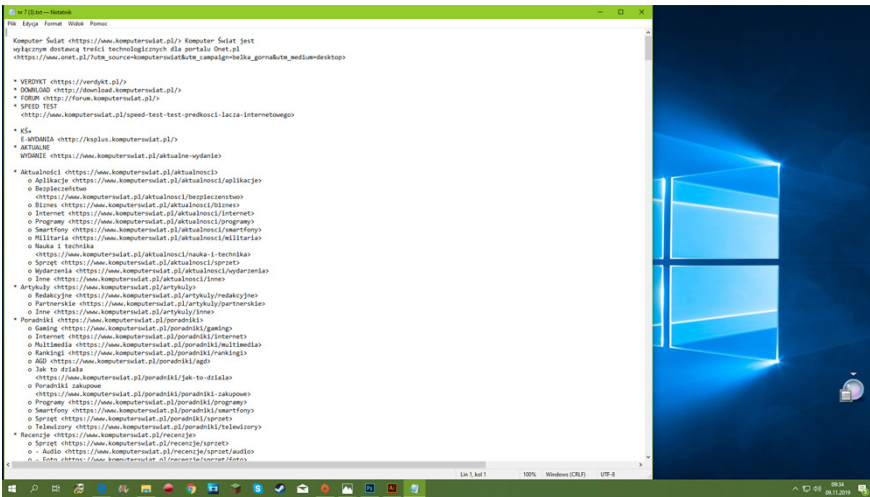 nr 7 (3).txt — Notatnik
Plik Edycja Format Widok Pomoc
Komputer Świat <https://www.komputerswiat.pl/> Komputer Świat jest
wyłącznym dostawcą treści technologicznych dla portalu Onet.pl
<https://www.onet.pl/?utm_source=komputerswiat&utm_campaign=belka_gorna&utm_medium=desktop>
* VERDYKT <https://verdykt.pl/>
* DOWNLOAD <http://download.komputerswiat.pl/>
* FORUM <http://forum.komputerswiat.pl/>
* SPEED TEST
<http://www.komputerswiat.pl/speed-test-test-predkosci-lacza-internetowego>
* KŚ+
E-WYDANIA <http://ksplus.komputerswiat.pl/>
* AKTUALNE
WYDANIE <https://www.komputerswiat.pl/aktualne-wydanie>
* Aktualności <https://www.komputerswiat.pl/aktualnosci>
o Aplikacje <https://www.komputerswiat.pl/aktualnosci/aplikacje>
o Bezpieczeństwo
<https://www.komputerswiat.pl/aktualnosci/bezpieczenstwo>
o Biznes <https://www.komputerswiat.pl/aktualnosci/biznes>
o Internet <https://www.komputerswiat.pl/aktualnosci/internet>
o Programy <https://www.komputerswiat.pl/aktualnosci/programy>
o Smartfony <https://www.komputerswiat.pl/aktualnosci/smartfony>
o Militaria <https://www.komputerswiat.pl/aktualnosci/militaria>
o Nauka i technika
<https://www.komputerswiat.pl/aktualnosci/nauka-i-technika>
o Sprzęt <https://www.komputerswiat.pl/aktualnosci/sprzet>
o Wydarzenia <https://www.komputerswiat.pl/aktualnosci/wydarzenia>
o Inne <https://www.komputerswiat.pl/aktualnosci/inne>
* Artykuły <https://www.komputerswiat.pl/artykuly>
o Redakcyjne <https://www.komputerswiat.pl/artykuly/redakcyjne>
o Partnerskie <https://www.komputerswiat.pl/artykuly/partnerskie>
o Inne <https://www.komputerswiat.pl/artykuly/inne>
* Poradniki <https://www.komputerswiat.pl/poradniki>
o Gaming <https://www.komputerswiat.pl/poradniki/gaming>
o Internet <https://www.komputerswiat.pl/poradniki/internet>
o Multimedia <https://www.komputerswiat.pl/poradniki/multimedia>
o Rankingi <https://www.komputerswiat.pl/poradniki/rankingi>
o AGD <https://www.komputerswiat.pl/poradniki/agd>
o Jak to działa
<https://www.komputerswiat.pl/poradniki/jak-to-dziala>
o Poradniki zakupowe
<https://www.komputerswiat.pl/poradniki/poradniki-zakupowe>
o Programy <https://www.komputerswiat.pl/poradniki/programy>
o Smartfony <https://www.komputerswiat.pl/poradniki/smartfony>
o Sprzęt <https://www.komputerswiat.pl/poradniki/sprzet>
o Telewizory <https://www.komputerswiat.pl/poradniki/telewizory>
* Recenzje <https://www.komputerswiat.pl/recenzje>
o Sprzęt <https://www.komputerswiat.pl/recenzje/sprzet>
o - Audio <https://www.komputerswiat.pl/recenzje/sprzet/audio>
o - Foto <https://www.komputerswiat.pl/recenzje/sprzet/foto>
Lin 1, kol 1 100% Windows (CRLF) UTF-8
09:34
09.11.2019